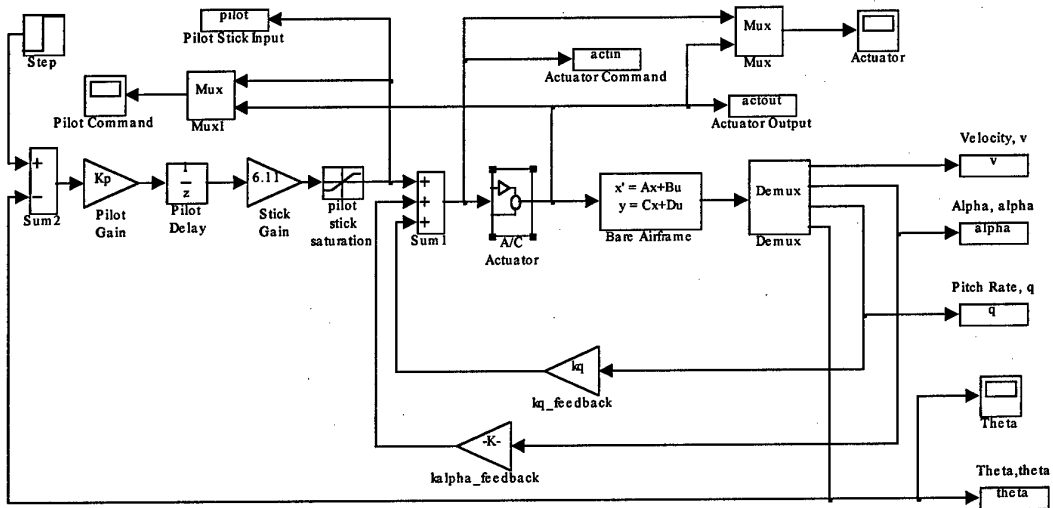 pilot
Pilot Stick Input
Step
Mux
Mux1
Pilot Command
actin
Actuator Command
Mux
Mux
Actuator
actout
Actuator Output
+
−
Sum2
Kp
Pilot
Gain
1
z
Pilot
Delay
6.11
Stick
Gain
pilot
stick
saturation
+
+
+
Sum1
A/C
Actuator
x' = Ax+Bu
y = Cx+Du
Bare Airframe
Demux
Demux
Velocity, v
v
Alpha, alpha
alpha
Pitch Rate, q
q
kq
kq_feedback
-K-
kalpha_feedback
Theta
Theta,theta
theta